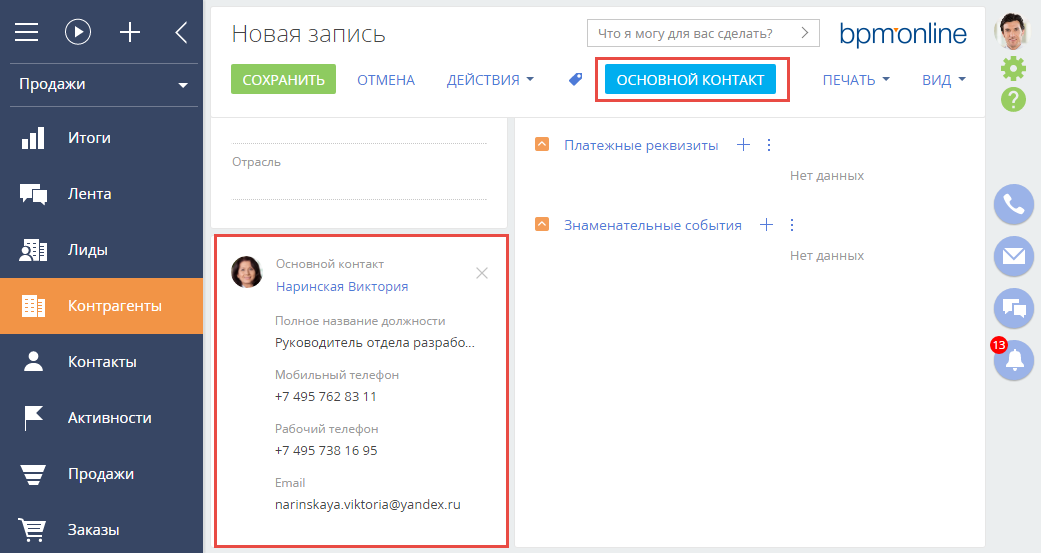 Новая запись
Что я могу для вас сделать?
bpmonline
СОХРАНИТЬ
ОТМЕНА
ДЕЙСТВИЯ
ОСНОВНОЙ КОНТАКТ
ПЕЧАТЬ
ВИД
Продажи
Итоги
Лента
Лиды
Контрагенты
Контакты
Активности
Продажи
Заказы
Отрасль
Основной контакт
Наринская Виктория
Полное название должности
Руководитель отдела разрабо...
Мобильный телефон
+7 495 762 83 11
Рабочий телефон
+7 495 738 16 95
Email
narinskaya.viktoria@yandex.ru
Платежные реквизиты
Нет данных
Знаменательные события
Нет данных
?
13